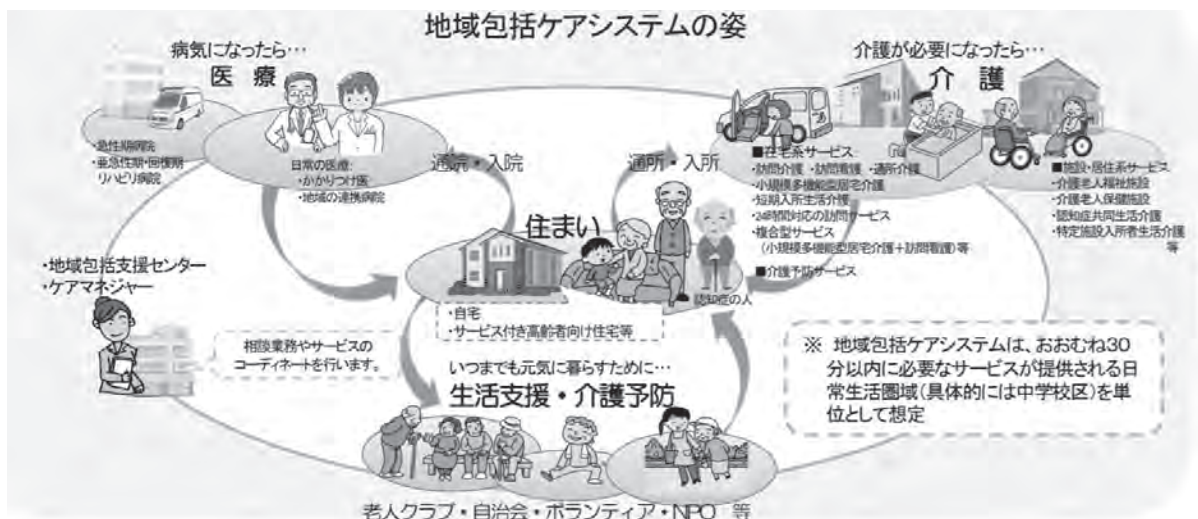 地域包括ケアシステムの姿
病気になったら…
医 療
・急性期病院
・亜急性期・回復期
リハビリ病院
日常の医療:
・かかりつけ医
・地域の連携病院
通院・入院
通所・入所
介護が必要になったら…
介 護
■在宅系サービス
・訪問介護 ・訪問看護 ・通所介護
・小規模多機能型居宅介護
・短期入所生活介護
・24時間対応の訪問サービス
・複合型サービス
(小規模多機能型居宅介護+訪問看護)等
■介護予防サービス
■施設・居住系サービス
・介護老人福祉施設
・介護老人保健施設
・認知症共同生活介護
・特定施設入所者生活介護
等
住まい
認知症の人
・自宅
・サービス付き高齢者向け住宅等
・地域包括支援センター
・ケアマネジャー
相談業務やサービスの
コーディネートを行います。
いつまでも元気に暮らすために…
生活支援・介護予防
老人クラブ・自治会・ボランティア・NPO 等
※ 地域包括ケアシステムは、おおむね30
分以内に必要なサービスが提供される日
常生活圏域(具体的には中学校区)を単
位として想定